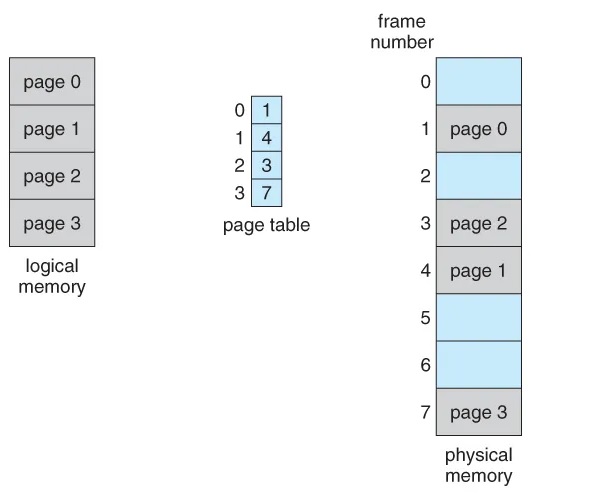 page 0
page 1
page 2
page 3
logical
memory
0 1
1 4
2 3
3 7
page table
frame
number
0
1 page 0
2
3 page 2
4 page 1
5
6
7 page 3
physical
memory